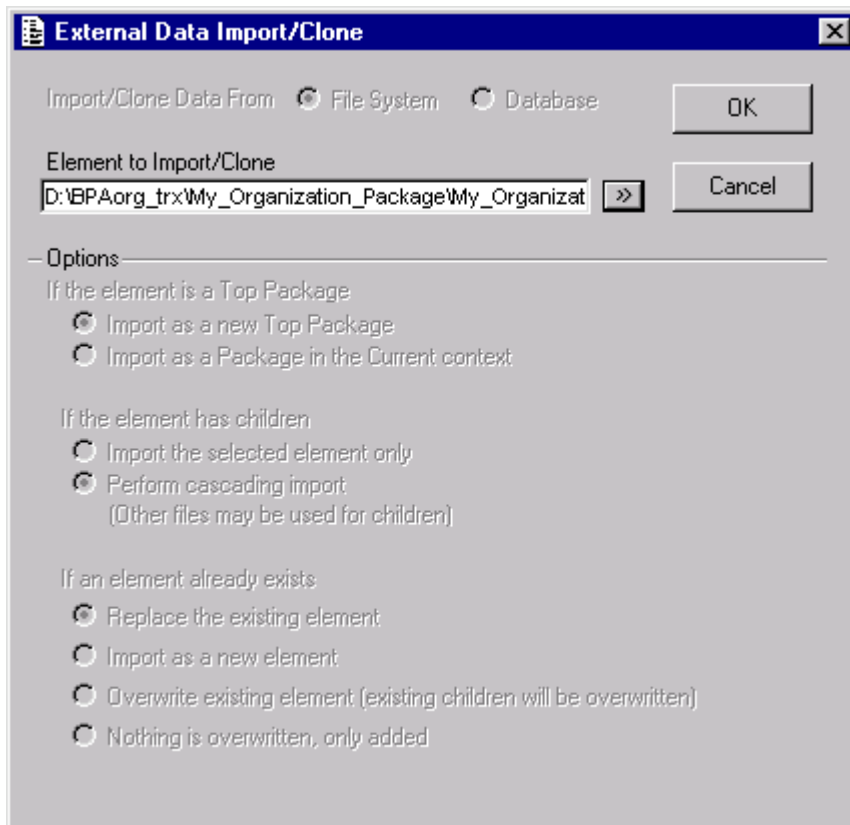 External Data Import/Clone
Import/Clone Data From File System Database
OK
Element to Import/Clone
D:\BPAorg_trx\My_Organization_Package\My_Organizat
>>
Cancel
Options
If the element is a Top Package
Import as a new Top Package
Import as a Package in the Current context
If the element has children
Import the selected element only
Perform cascading import
(Other files may be used for children)
If an element already exists
Replace the existing element
Import as a new element
Overwrite existing element (existing children will be overwritten)
Nothing is overwritten, only added